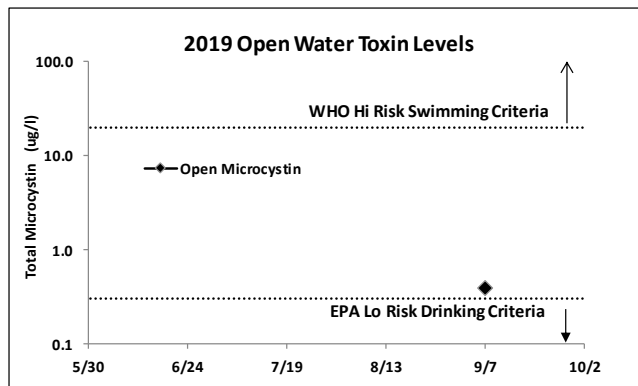 2019 Open Water Toxin Levels
100.0
WHO Hi Risk Swimming Criteria
10.0
Open Microcystin
Total Microcystin (ug/l)
1.0
EPA Lo Risk Drinking Criteria
0.1
5/30 6/24 7/19 8/13 9/7 10/2